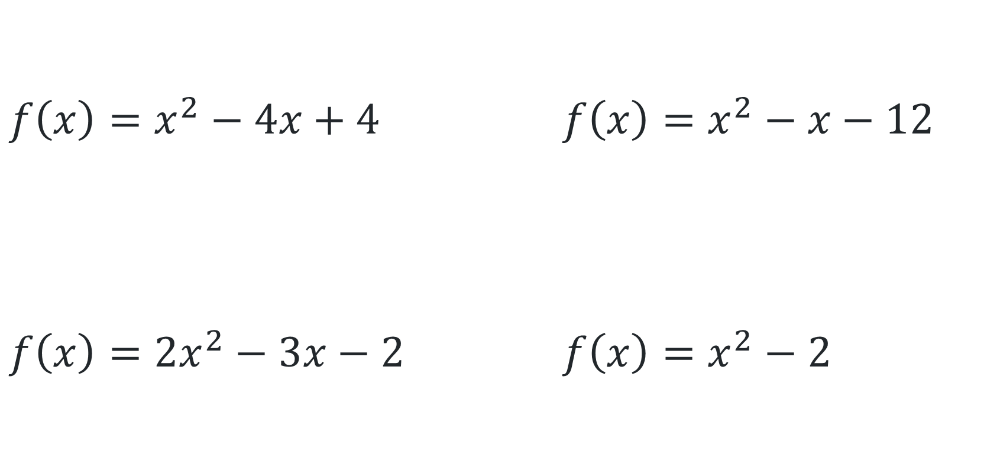 f(x) = x² − 4x + 4
f(x) = x² − x − 12
f(x) = 2x² − 3x − 2
f(x) = x² − 2